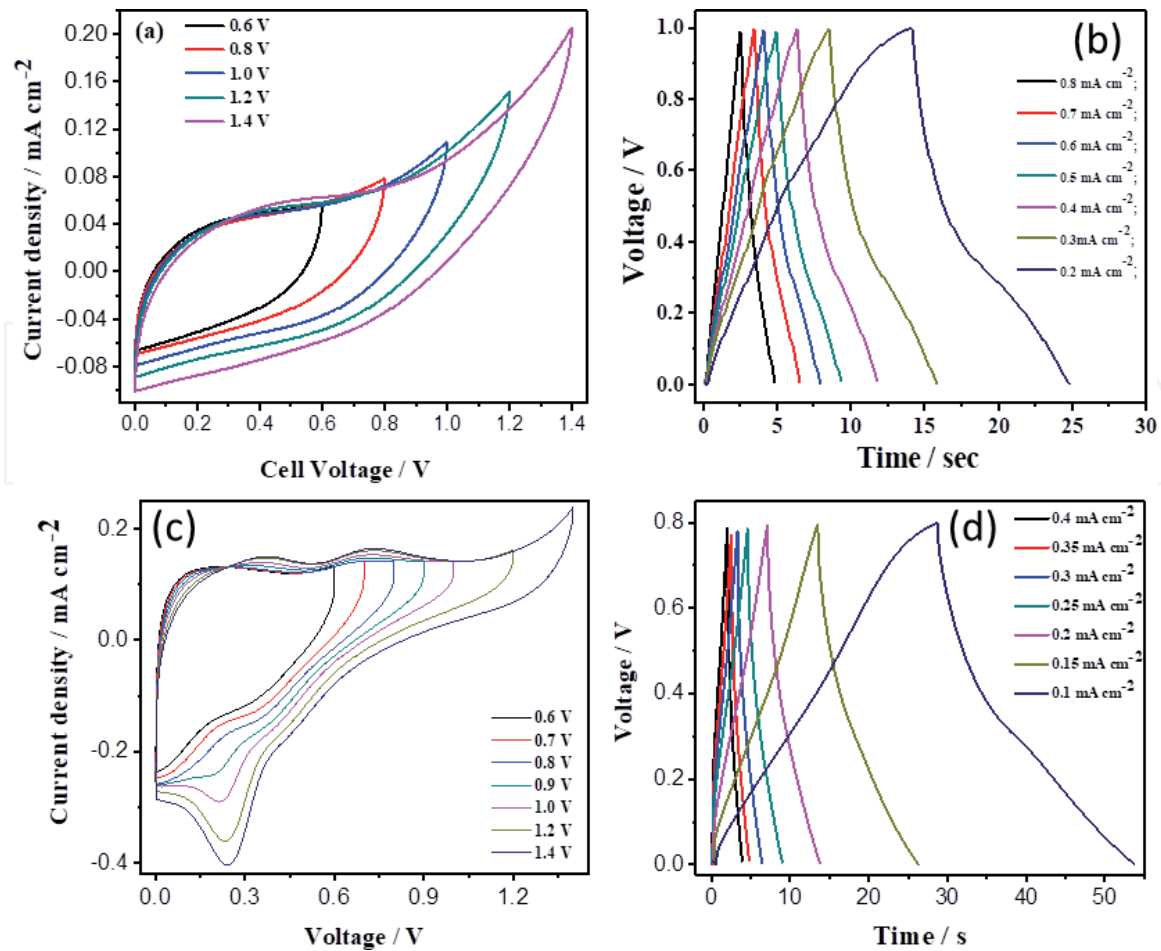 (a)
0.6 V
0.8 V
1.0 V
1.2 V
1.4 V
0.20
0.16
0.12
0.08
0.04
0.00
-0.04
-0.08
Current density / mA cm⁻²
0.0 0.2 0.4 0.6 0.8 1.0 1.2 1.4
Cell Voltage / V
(b)
0.8 mA cm⁻²;
0.7 mA cm⁻²;
0.6 mA cm⁻²;
0.5 mA cm⁻²;
0.4 mA cm⁻²;
0.3mA cm⁻²;
0.2 mA cm⁻²;
1.0
0.8
0.6
0.4
0.2
0.0
Voltage / V
0 5 10 15 20 25 30
Time / sec
(c)
0.2
0.0
-0.2
-0.4
Current density / mA cm⁻²
0.6 V
0.7 V
0.8 V
0.9 V
1.0 V
1.2 V
1.4 V
0.0 0.3 0.6 0.9 1.2
Voltage / V
(d)
0.4 mA cm⁻²
0.35 mA cm⁻²
0.3 mA cm⁻²
0.25 mA cm⁻²
0.2 mA cm⁻²
0.15 mA cm⁻²
0.1 mA cm⁻²
0.8
0.6
0.4
0.2
0.0
Voltage / V
0 10 20 30 40 50
Time / s